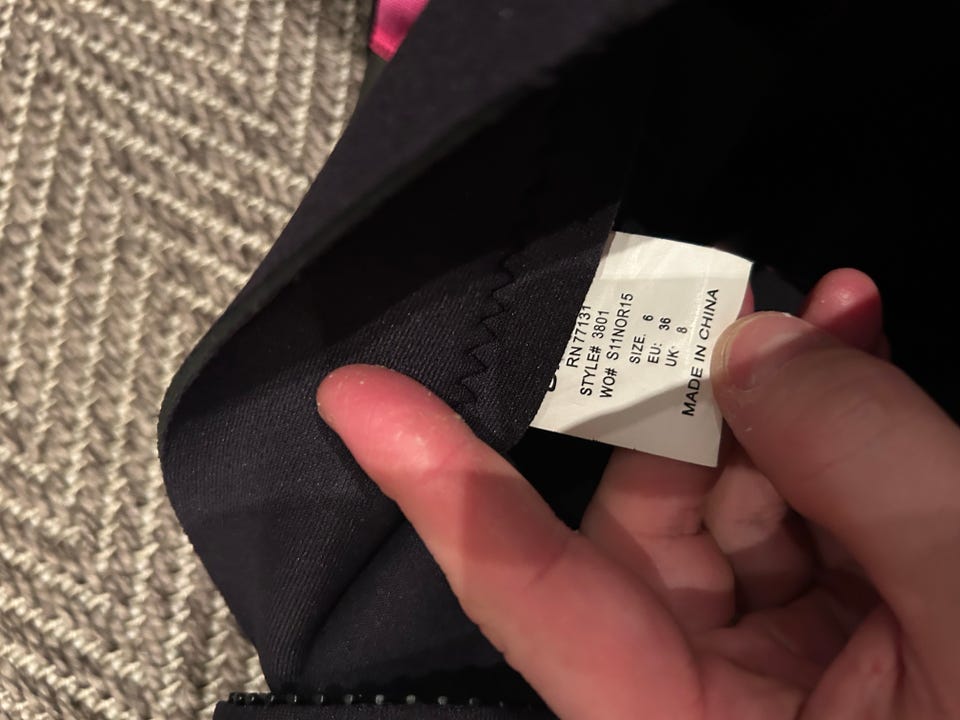 RN 77131
STYLE# 3801
WO# S11NOR15
SIZE. 6
EU: 36
UK: 8
MADE IN CHINA